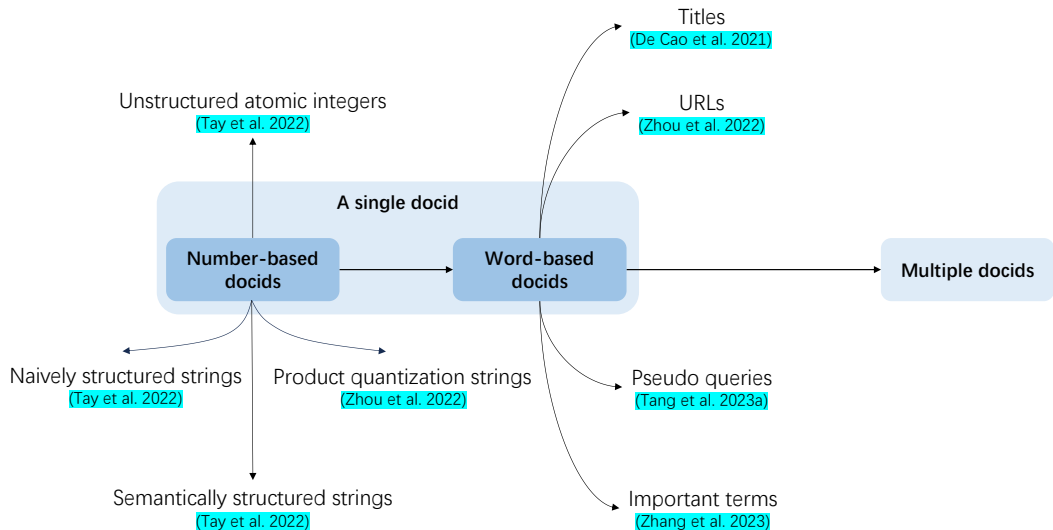 Titles
(De Cao et al. 2021)
Unstructured atomic integers
(Tay et al. 2022)
URLs
(Zhou et al. 2022)
A single docid
Number-based
docids
Word-based
docids
Multiple docids
Naively structured strings
(Tay et al. 2022)
Product quantization strings
(Zhou et al. 2022)
Pseudo queries
(Tang et al. 2023a)
Semantically structured strings
(Tay et al. 2022)
Important terms
(Zhang et al. 2023)